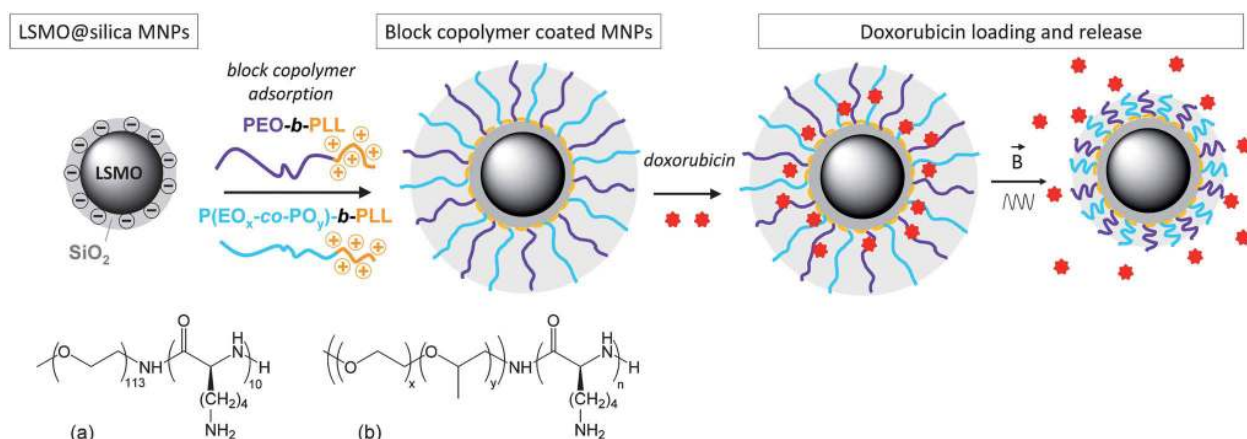 LSMO@silica MNPs
Block copolymer coated MNPs
Doxorubicin loading and release
block copolymer
adsorption
PEO-b-PLL
P(EOx-co-POy)-b-PLL
LSMO
SiO2
doxorubicin
B
O
O
NH
H
N
H
113
10
(CH2)4
NH2
(a)
O
O
O
NH
H
N
H
x
y
n
(CH2)4
NH2
(b)